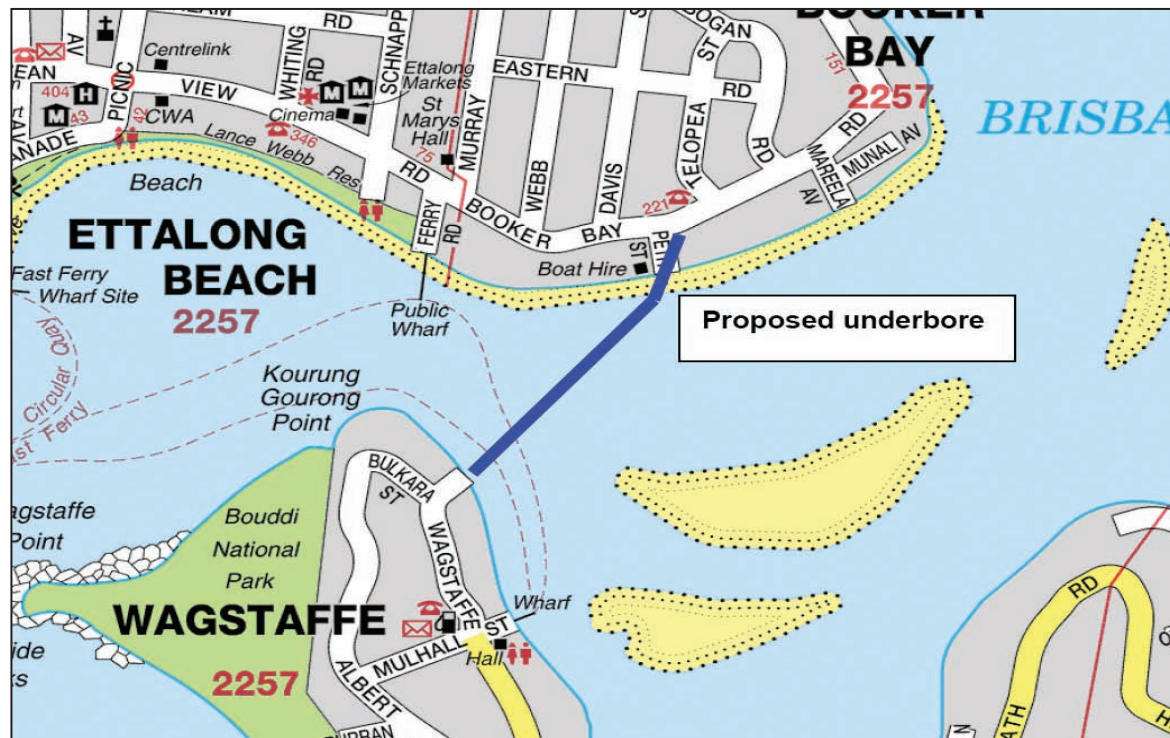 RD
BOOKER
BAY
2257
151
AV
Centrelink
PICNIC
WHITING
RD
SCHNAPP
Ettalong
Markets
St
Marys
Hall
EASTERN
RD
OGAN
ST
EAN
404
H
M
43
42
CWA
VIEW
Cinema
M
M
346
ANADE
Lance Webb Res
75
MURRAY
RD
WEBB
DAVIS
TELOPEA
RD
RD
MAREELA
AV
MUNAL AV
BRISBA
Beach
221
ETTALONG
BEACH
2257
FERRY
RD
BOOKER BAY
ST
Boat Hire
Fast Ferry
Wharf Site
Public
Wharf
Proposed underbore
Circular Quay
Ferry
Kourung
Gourong
Point
BULKARA
ST
agstaffe
Point
Bouddi
National
Park
WAGSTAFFE
ST
Wharf
WAGSTAFFE
2257
MULHALL
Hall
ALBERT
RD